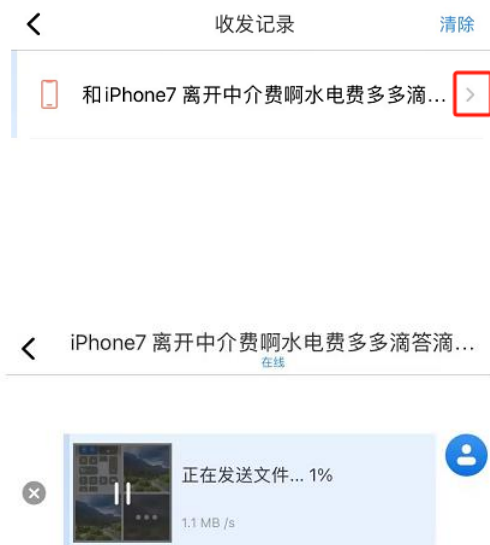 收发记录 清除
和iPhone7 离开中介费啊水电费多多滴...
iPhone7 离开中介费啊水电费多多滴答滴...
在线
正在发送文件... 1%
1.1 MB /s